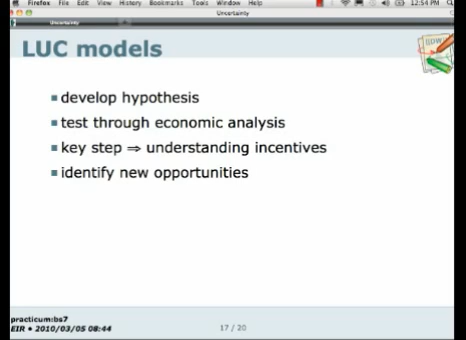 Firefox File Edit View History Bookmarks Tools Window Help 12:54 PM
Uncertainty
Uncertainty
LUC models
develop hypothesis
test through economic analysis
key step ⇒ understanding incentives
identify new opportunities
practicum:bs7
EIR • 2010/03/05 08:44
17 / 20